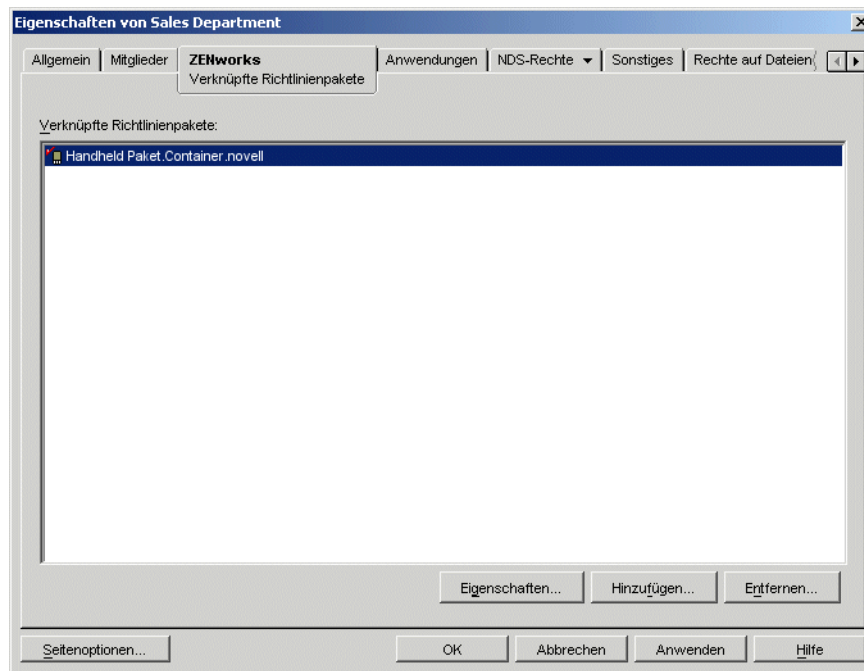 Eigenschaften von Sales Department
Allgemein Mitglieder ZENworks Anwendungen NDS-Rechte Sonstiges Rechte auf Dateien
Verknüpfte Richtlinienpakete
Verknüpfte Richtlinienpakete:
Handheld Paket.Container.novell
Eigenschaften... Hinzufügen... Entfernen...
Seitenoptionen... OK Abbrechen Anwenden Hilfe